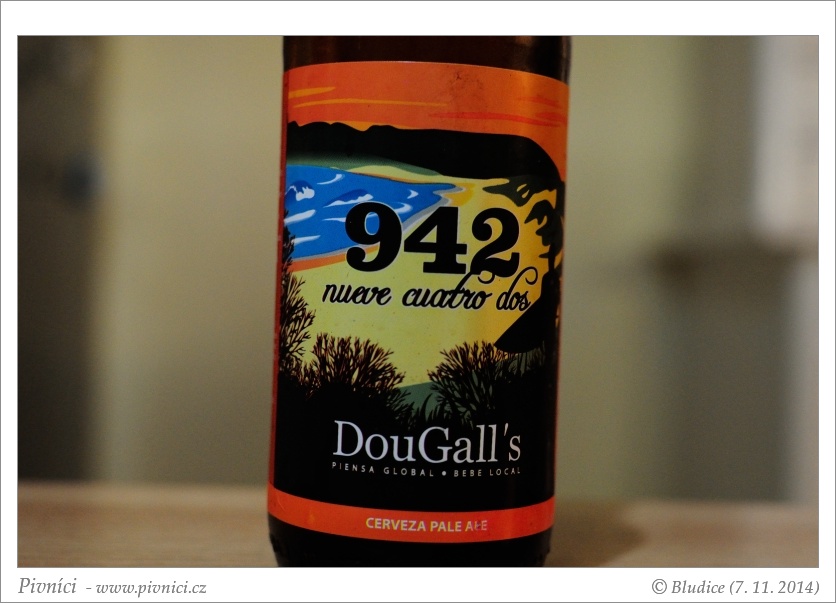 942
nueve cuatro dos
DouGall's
PIENSA GLOBAL • BEBE LOCAL
CERVEZA PALE ALE
Pivníci - www.pivnici.cz
© Bludice (7. 11. 2014)